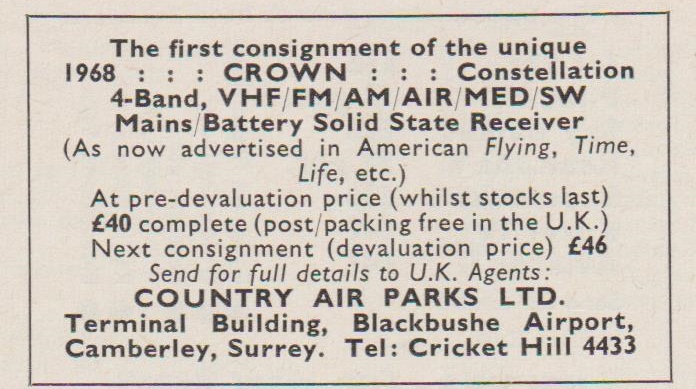 The first consignment of the unique
1968 : : : CROWN : : : Constellation
4-Band, VHF/FM/AM/AIR/MED/SW
Mains/Battery Solid State Receiver
(As now advertised in American Flying, Time,
Life, etc.)
At pre-devaluation price (whilst stocks last)
£40 complete (post/packing free in the U.K.)
Next consignment (devaluation price) £46
Send for full details to U.K. Agents:
COUNTRY AIR PARKS LTD.
Terminal Building, Blackbushe Airport,
Camberley, Surrey. Tel: Cricket Hill 4433